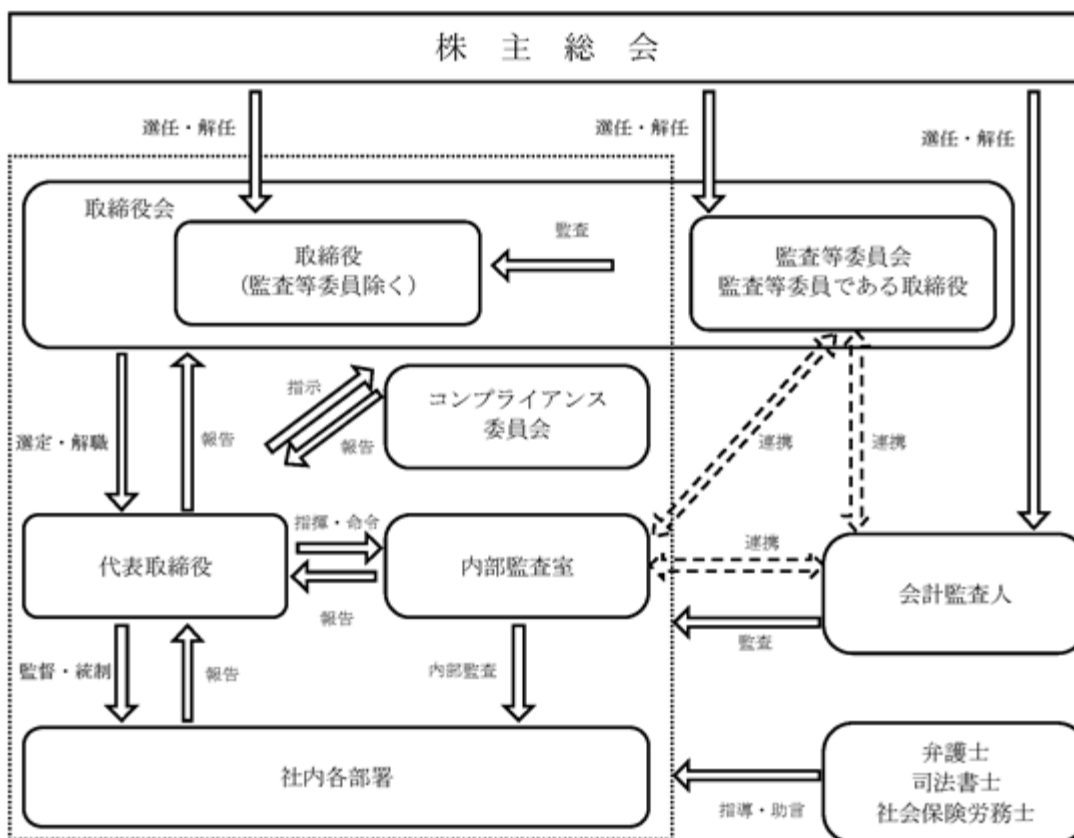 株主総会
選任・解任
選任・解任
選任・解任
取締役会
取締役
(監査等委員除く)
監査
監査等委員会
監査等委員である取締役
指示
報告
コンプライアンス
委員会
選定・解職
報告
連携
連携
代表取締役
指揮・命令
報告
内部監査室
連携
会計監査人
監査
監督・統制
報告
内部監査
社内各部署
指導・助言
弁護士
司法書士
社会保険労務士